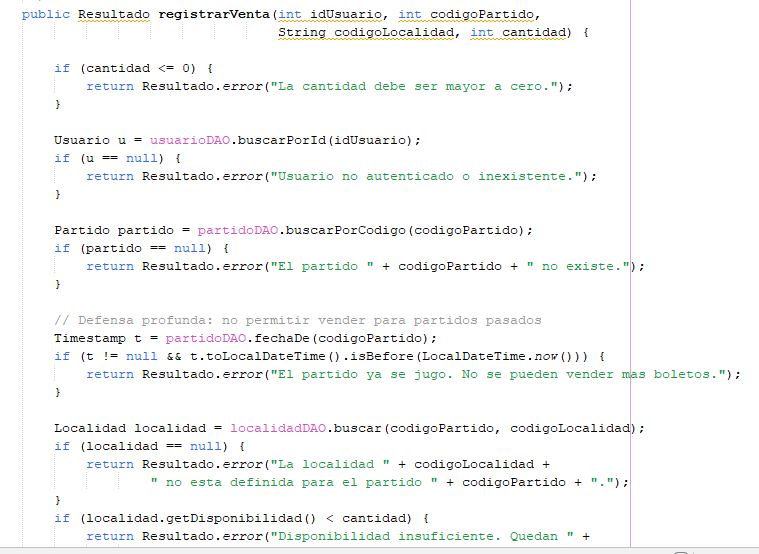 public Resultado registrarVenta(int idUsuario, int codigoPartido,
                                String codigoLocalidad, int cantidad) {

    if (cantidad <= 0) {
        return Resultado.error("La cantidad debe ser mayor a cero.");
    }

    Usuario u = usuarioDAO.buscarPorId(idUsuario);
    if (u == null) {
        return Resultado.error("Usuario no autenticado o inexistente.");
    }

    Partido partido = partidoDAO.buscarPorCodigo(codigoPartido);
    if (partido == null) {
        return Resultado.error("El partido " + codigoPartido + " no existe.");
    }

    // Defensa profunda: no permitir vender para partidos pasados
    Timestamp t = partidoDAO.fechaDe(codigoPartido);
    if (t != null && t.toLocalDateTime().isBefore(LocalDateTime.now())) {
        return Resultado.error("El partido ya se jugo. No se pueden vender mas boletos.");
    }

    Localidad localidad = localidadDAO.buscar(codigoPartido, codigoLocalidad);
    if (localidad == null) {
        return Resultado.error("La localidad " + codigoLocalidad +
                " no esta definida para el partido " + codigoPartido + ".");
    }
    if (localidad.getDisponibilidad() < cantidad) {
        return Resultado.error("Disponibilidad insuficiente. Quedan " +